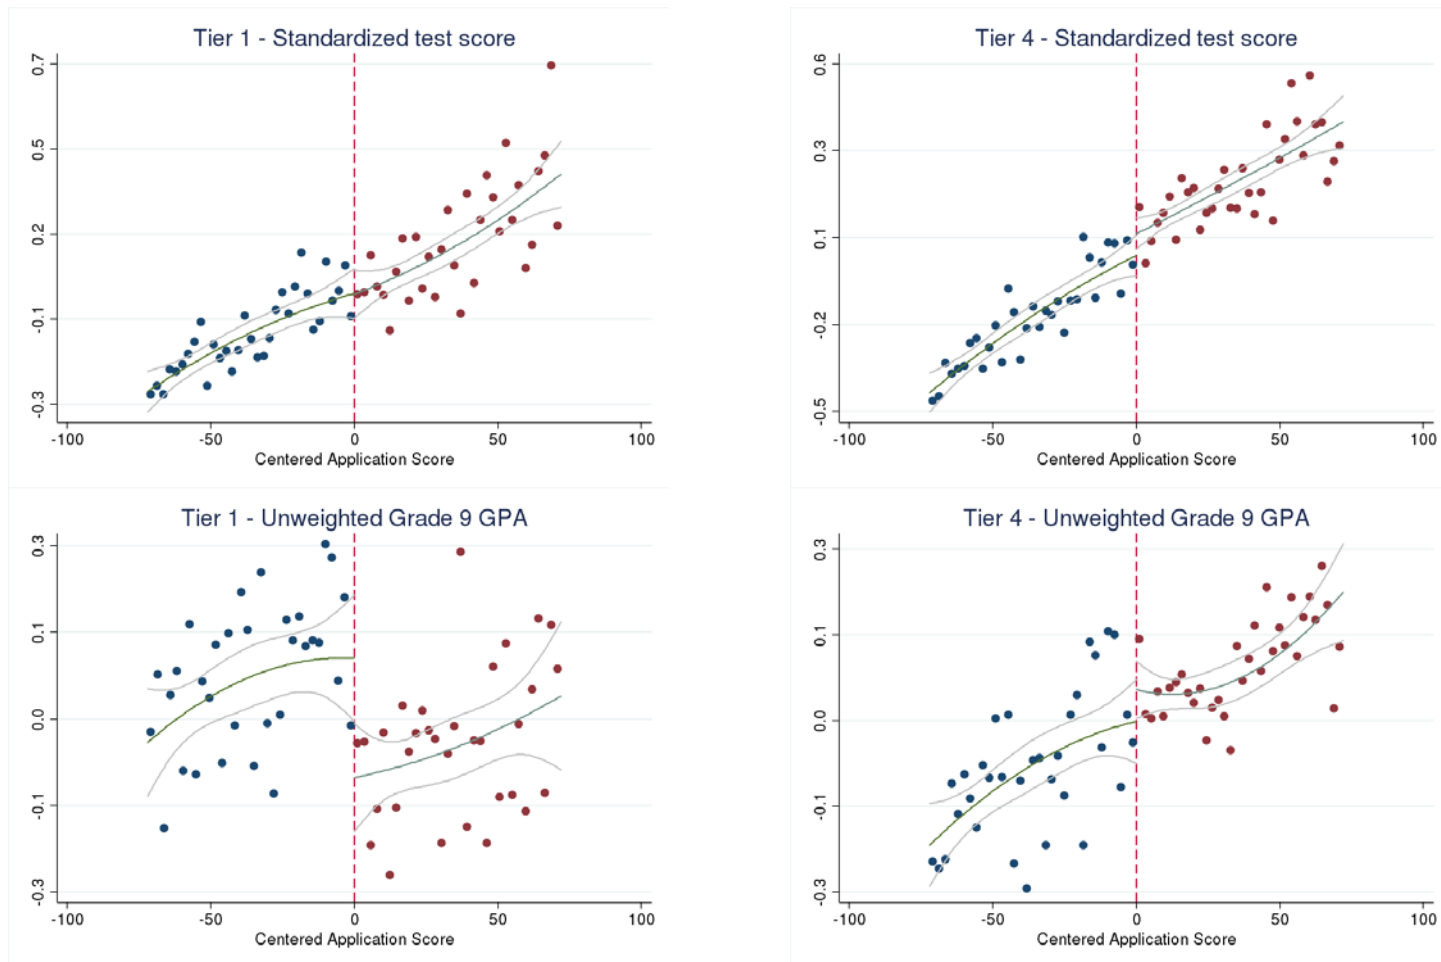 Tier 1 - Standardized test score
0.7
0.5
0.2
-0.1
-0.3
-100 -50 0 50 100
Centered Application Score
Tier 4 - Standardized test score
0.6
0.3
0.1
-0.2
-0.5
-100 -50 0 50 100
Centered Application Score
Tier 1 - Unweighted Grade 9 GPA
0.3
0.1
0.0
-0.1
-0.3
-100 -50 0 50 100
Centered Application Score
Tier 4 - Unweighted Grade 9 GPA
0.3
0.1
0.0
-0.1
-0.3
-100 -50 0 50 100
Centered Application Score